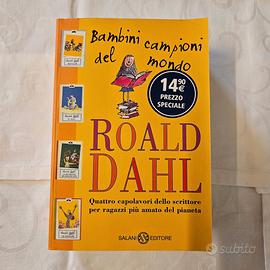 Bambini campioni
del mondo
14,90
€
PREZZO
SPECIALE
ROALD
DAHL
Quattro capolavori dello scrittore
per ragazzi più amato del pianeta
SALANI EDITORE
subito